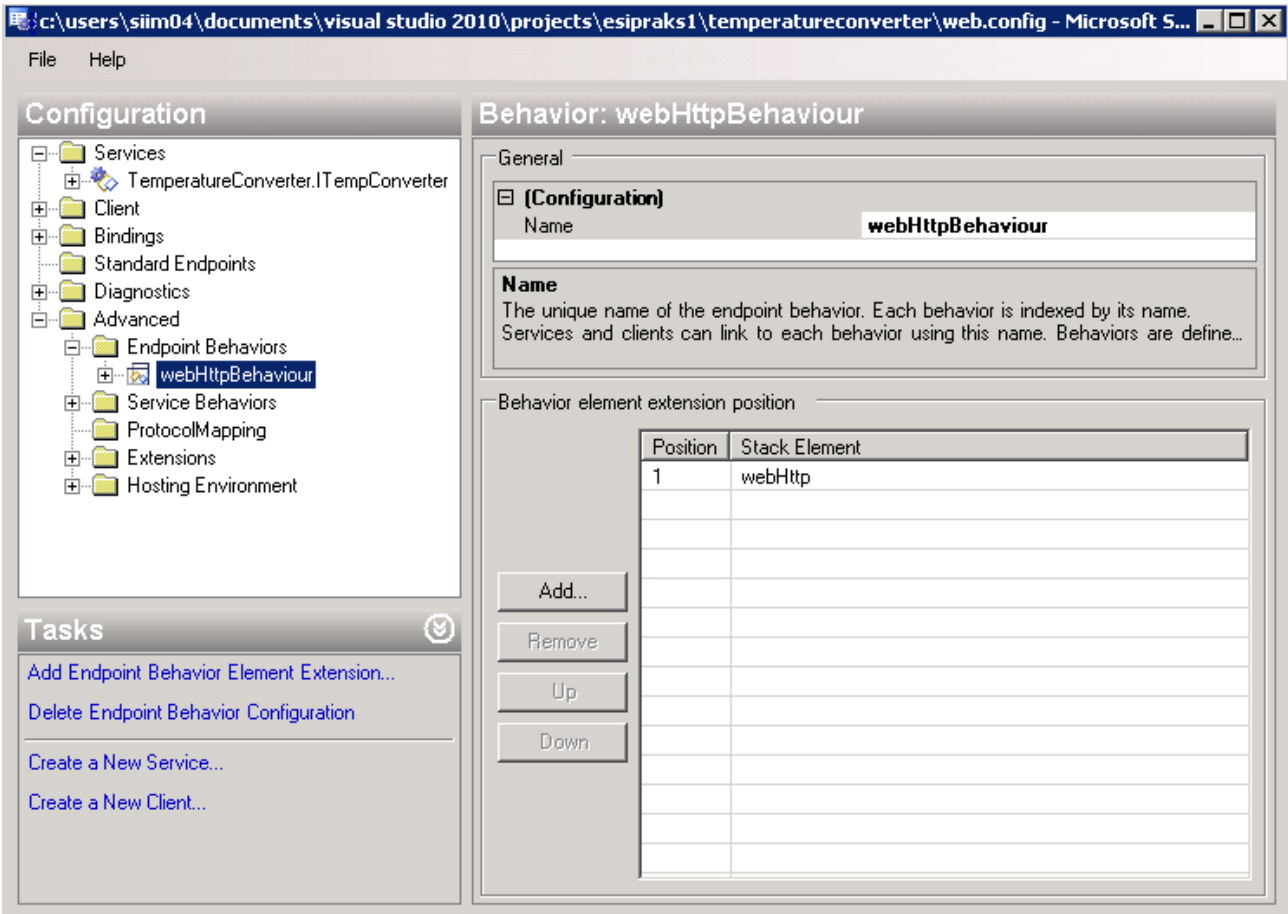 c:\users\siim04\documents\visual studio 2010\projects\esipraks1\temperatureconverter\web.config - Microsoft S...
File Help
Configuration
Services
TemperatureConverter.ITempConverter
Client
Bindings
Standard Endpoints
Diagnostics
Advanced
Endpoint Behaviors
webHttpBehaviour
Service Behaviors
ProtocolMapping
Extensions
Hosting Environment
Tasks
Add Endpoint Behavior Element Extension...
Delete Endpoint Behavior Configuration
Create a New Service...
Create a New Client...
Behavior: webHttpBehaviour
General
(Configuration)
Name webHttpBehaviour
Name
The unique name of the endpoint behavior. Each behavior is indexed by its name.
Services and clients can link to each behavior using this name. Behaviors are define...
Behavior element extension position
Position Stack Element
1 webHttp
Add...
Remove
Up
Down